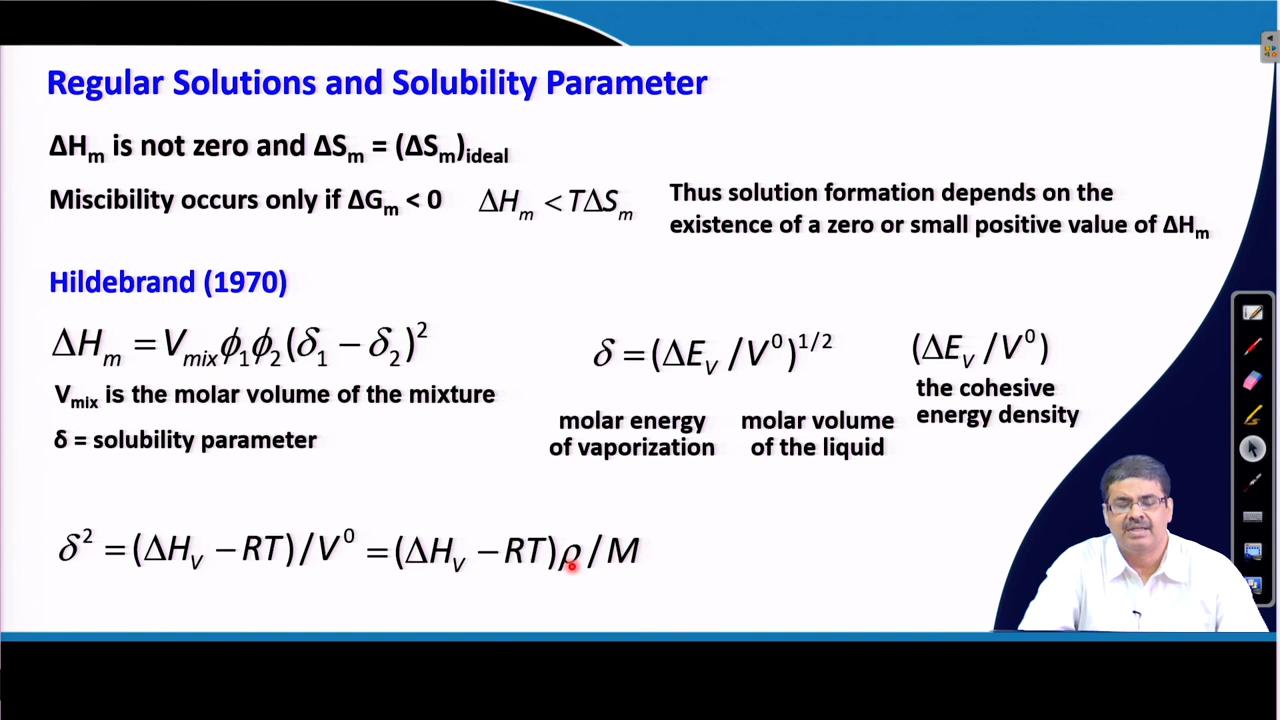 Regular Solutions and Solubility Parameter
ΔHₘ is not zero and ΔSₘ = (ΔSₘ)ideal
Miscibility occurs only if ΔGₘ < 0
ΔHₘ < TΔSₘ
Thus solution formation depends on the
existence of a zero or small positive value of ΔHₘ
Hildebrand (1970)
ΔHₘ = Vmix ϕ₁ϕ₂(δ₁ − δ₂)²
Vmix is the molar volume of the mixture
δ = solubility parameter
δ = (ΔEᵥ /V⁰)¹/²
molar energy
of vaporization
molar volume
of the liquid
(ΔEᵥ /V⁰)
the cohesive
energy density
δ² = (ΔHᵥ − RT)/V⁰ = (ΔHᵥ − RT)ρ/M